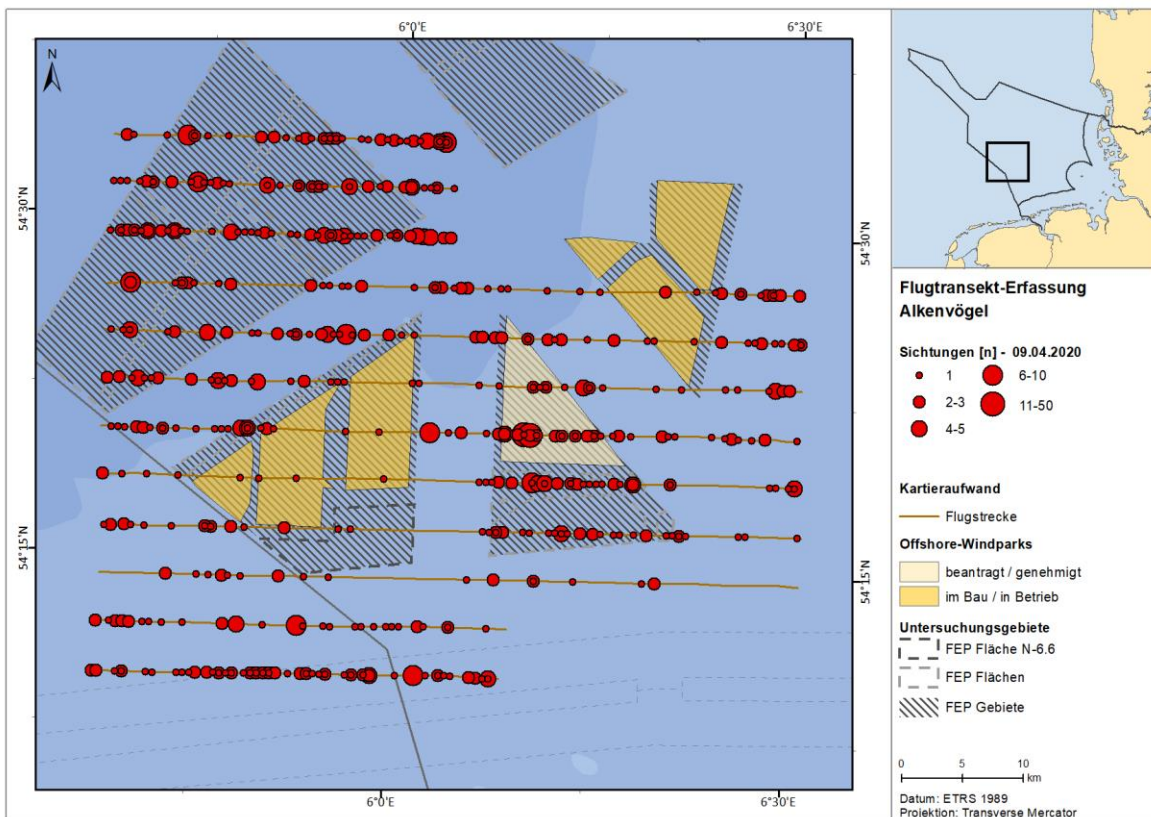 6°0'E
6°30'E
N
54°30'N
54°30'N
54°15'N
54°15'N
6°0'E
6°30'E
Flugtransekt-Erfassung
Alkenvögel
Sichtungen [n] - 09.04.2020
1
6-10
2-3
11-50
4-5
Kartieraufwand
Flugstrecke
Offshore-Windparks
beantragt / genehmigt
im Bau / in Betrieb
Untersuchungsgebiete
FEP Fläche N-6.6
FEP Flächen
FEP Gebiete
0 5 10
km
Datum: ETRS 1989
Projektion: Transverse Mercator